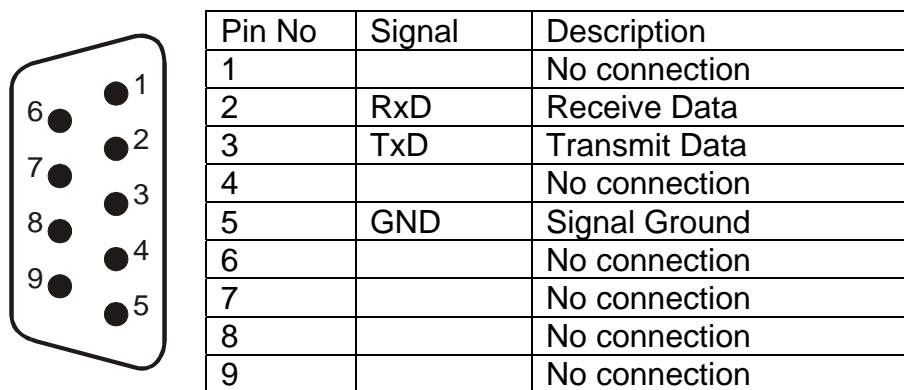 1
2
3
4
5
6
7
8
9
Pin No Signal Description
1 No connection
2 RxD Receive Data
3 TxD Transmit Data
4 No connection
5 GND Signal Ground
6 No connection
7 No connection
8 No connection
9 No connection